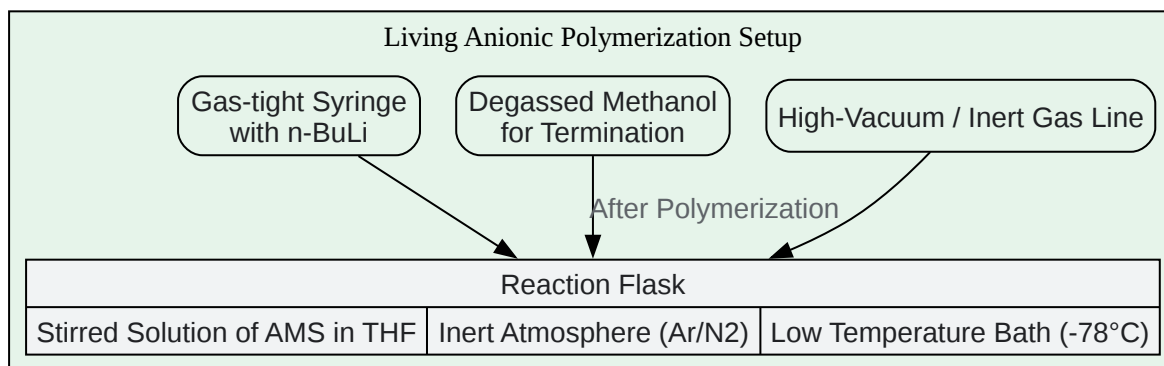 Living Anionic Polymerization Setup
Gas-tight Syringe
with n-BuLi
Degassed Methanol
for Termination
High-Vacuum / Inert Gas Line
After Polymerization
Reaction Flask
Stirred Solution of AMS in THF
Inert Atmosphere (Ar/N2)
Low Temperature Bath (-78°C)